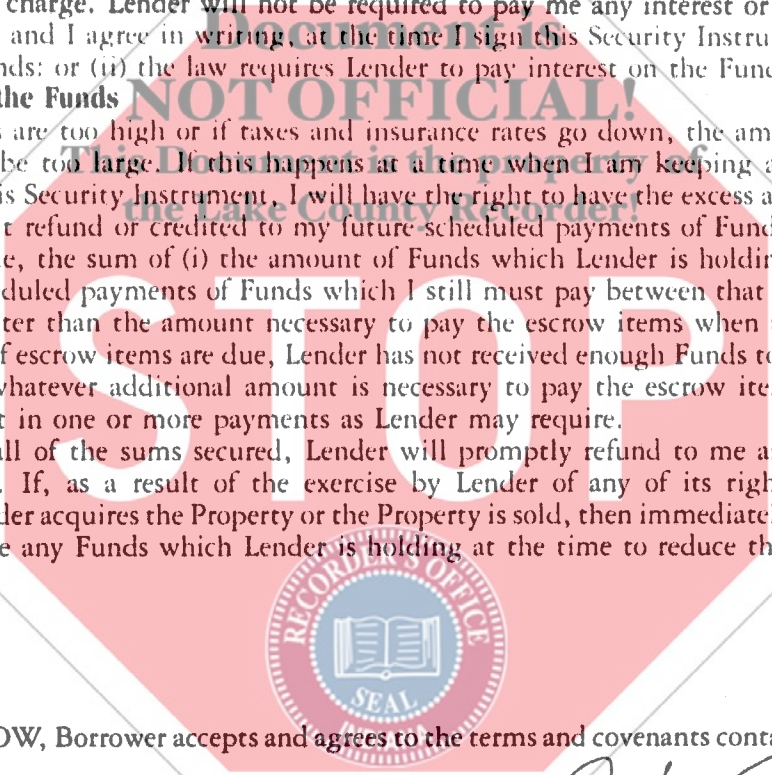 charge. Lender will not be required to pay me any interest or
and I agree in writing, at the time I sign this Security Instru
nds: or (ii) the law requires Lender to pay interest on the Fund
the Funds
s are too high or if taxes and insurance rates go down, the am
be too large. If this happens at a time when I am keeping a
is Security Instrument, I will have the right to have the excess a
t refund or credited to my future scheduled payments of Fund
e, the sum of (i) the amount of Funds which Lender is holdin
duled payments of Funds which I still must pay between that
ter than the amount necessary to pay the escrow items when
f escrow items are due, Lender has not received enough Funds to
whatever additional amount is necessary to pay the escrow ite
t in one or more payments as Lender may require.
all of the sums secured, Lender will promptly refund to me a
. If, as a result of the exercise by Lender of any of its righ
der acquires the Property or the Property is sold, then immediate
e any Funds which Lender is holding at the time to reduce th
OW, Borrower accepts and agrees to the terms and covenants conta
Document is
NOT OFFICIAL!
This Document is the property of
the Lake County Recorder!
STOP
RECORDER'S OFFICE
SEAL